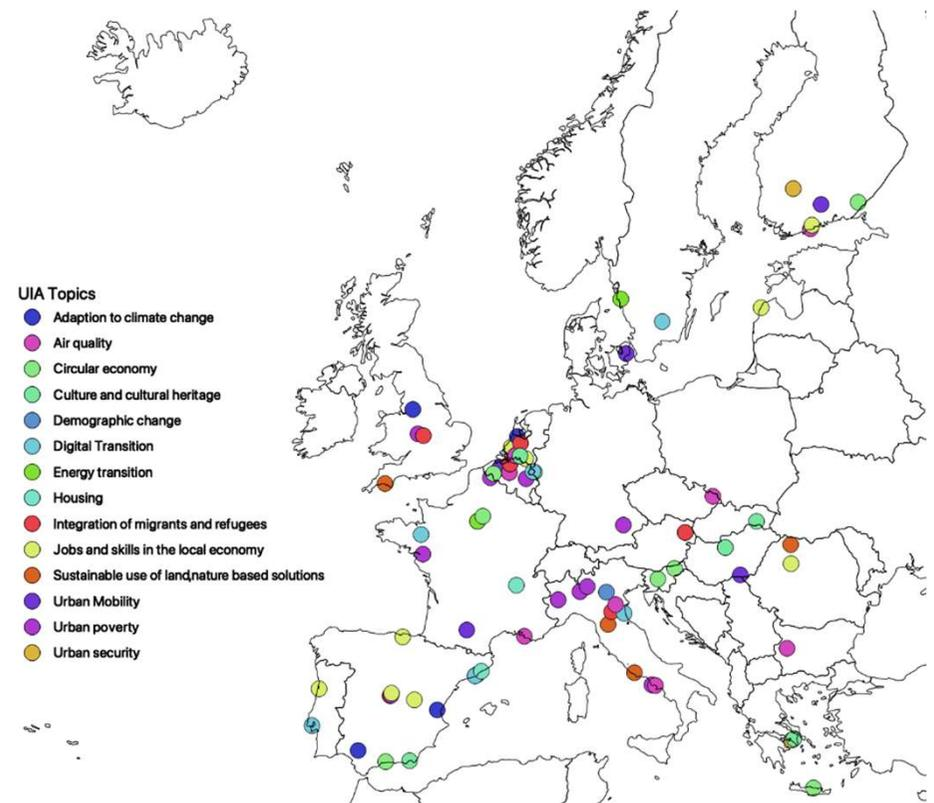 UIA Topics
Adaption to climate change
Air quality
Circular economy
Culture and cultural heritage
Demographic change
Digital Transition
Energy transition
Housing
Integration of migrants and refugees
Jobs and skills in the local economy
Sustainable use of land,nature based solutions
Urban Mobility
Urban poverty
Urban security